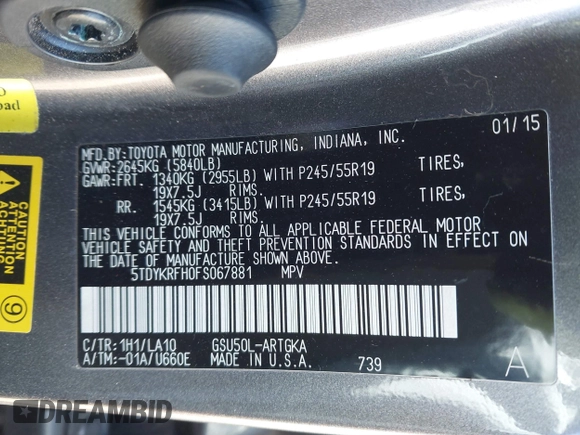 MFD.BY:TOYOTA MOTOR MANUFACTURING, INDIANA, INC. 01/15
GVWR:2645KG (5840LB)
GAWR:FRT. 1340KG (2955LB) WITH P245/55R19 TIRES,
19X7.5J RIMS.
RR. 1545KG (3415LB) WITH P245/55R19 TIRES,
19X7.5J RIMS.
THIS VEHICLE CONFORMS TO ALL APPLICABLE FEDERAL MOTOR
VEHICLE SAFETY AND THEFT PREVENTION STANDARDS IN EFFECT ON
THE DATE OF MANUFACTURE SHOWN ABOVE.
5TDYKRFH0FS067881 MPV
C/TR:1H1/LA10 GSU50L-ARTGKA
A/TM:-01A/U660E MADE IN U.S.A. 739 A
CAUTION
ATTENTION
9
DREAMBID